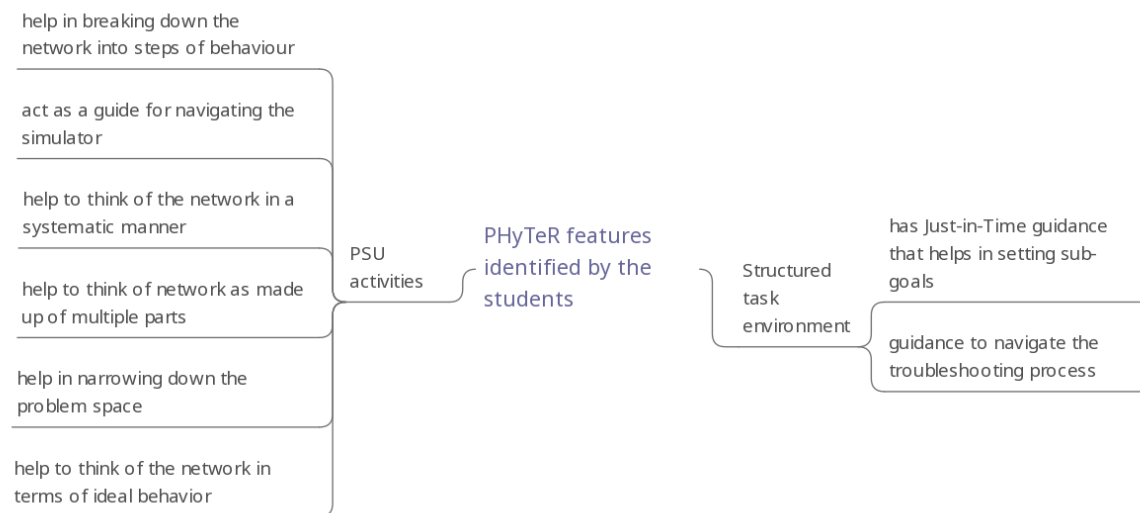 help in breaking down the
network into steps of behaviour
act as a guide for navigating the
simulator
help to think of the network in a
systematic manner
help to think of network as made
up of multiple parts
help in narrowing down the
problem space
help to think of the network in
terms of ideal behavior
PSU
activities
PHyTeR features
identified by the
students
Structured
task
environment
has Just-in-Time guidance
that helps in setting sub-
goals
guidance to navigate the
troubleshooting process